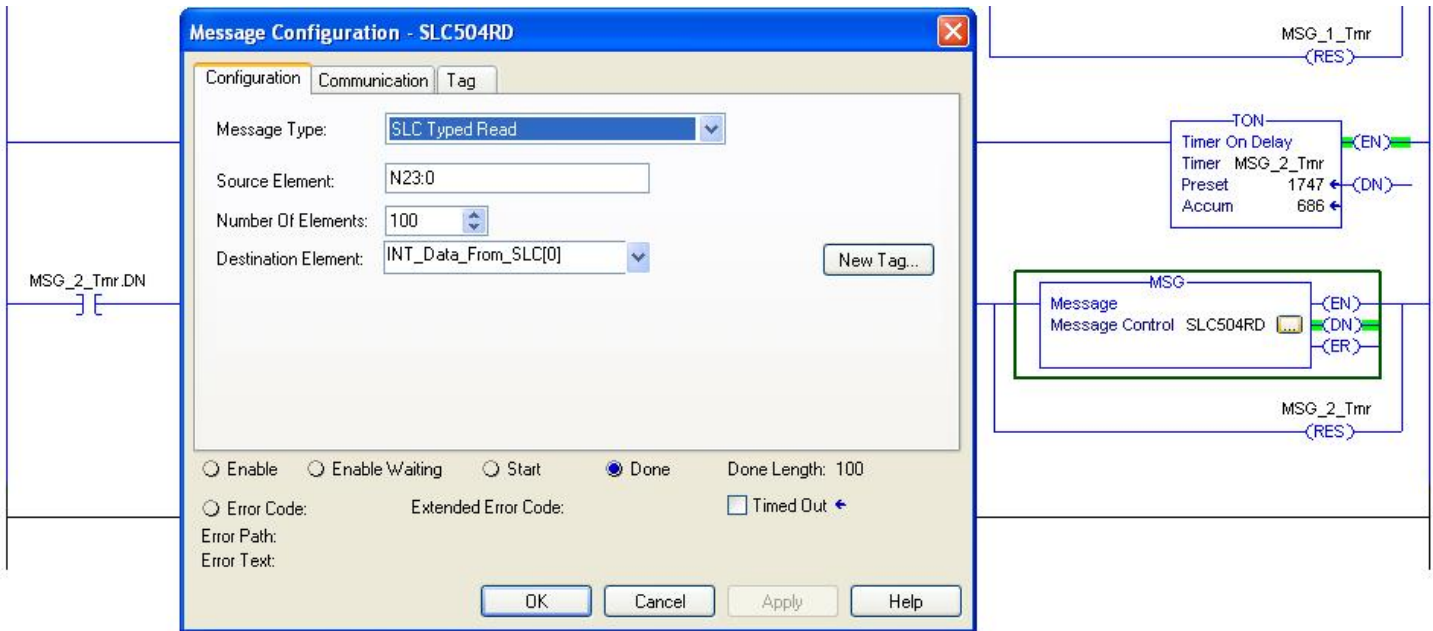 Message Configuration - SLC504RD
Configuration Communication Tag
Message Type: SLC Typed Read
Source Element: N23:0
Number Of Elements: 100
Destination Element: INT_Data_From_SLC[0] New Tag...
Enable Enable Waiting Start Done Done Length: 100
Error Code: Extended Error Code: Timed Out
Error Path:
Error Text:
OK Cancel Apply Help
MSG_2_Tmr.DN
MSG_1_Tmr
RES
TON
Timer On Delay EN
Timer MSG_2_Tmr
Preset 1747 DN
Accum 686
MSG
Message EN
Message Control SLC504RD ... DN
ER
MSG_2_Tmr
RES